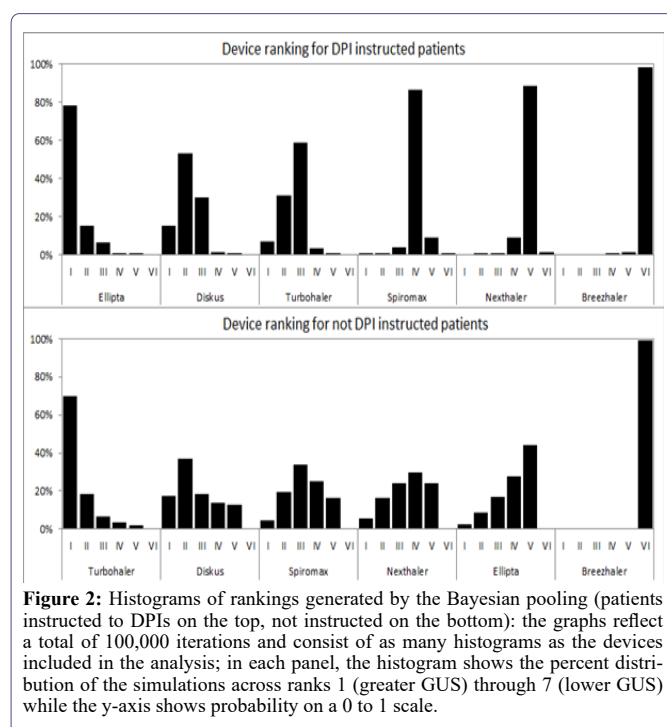 Device ranking for DPI instructed patients
100%
80%
60%
40%
20%
0%
I II III IV V VI I II III IV V VI I II III IV V VI I II III IV V VI I II III IV V VI I II III IV V VI
Ellipta Diskus Turbohaler Spiromax Nexthaler Breezhaler
Device ranking for not DPI instructed patients
100%
80%
60%
40%
20%
0%
I II III IV V VI I II III IV V VI I II III IV V VI I II III IV V VI I II III IV V VI I II III IV V VI
Turbohaler Diskus Spiromax Nexthaler Ellipta Breezhaler
Figure 2: Histograms of rankings generated by the Bayesian pooling (patients
instructed to DPIs on the top, not instructed on the bottom): the graphs reflect
a total of 100,000 iterations and consist of as many histograms as the devices
included in the analysis; in each panel, the histogram shows the percent distri-
bution of the simulations across ranks 1 (greater GUS) through 7 (lower GUS)
while the y-axis shows probability on a 0 to 1 scale.